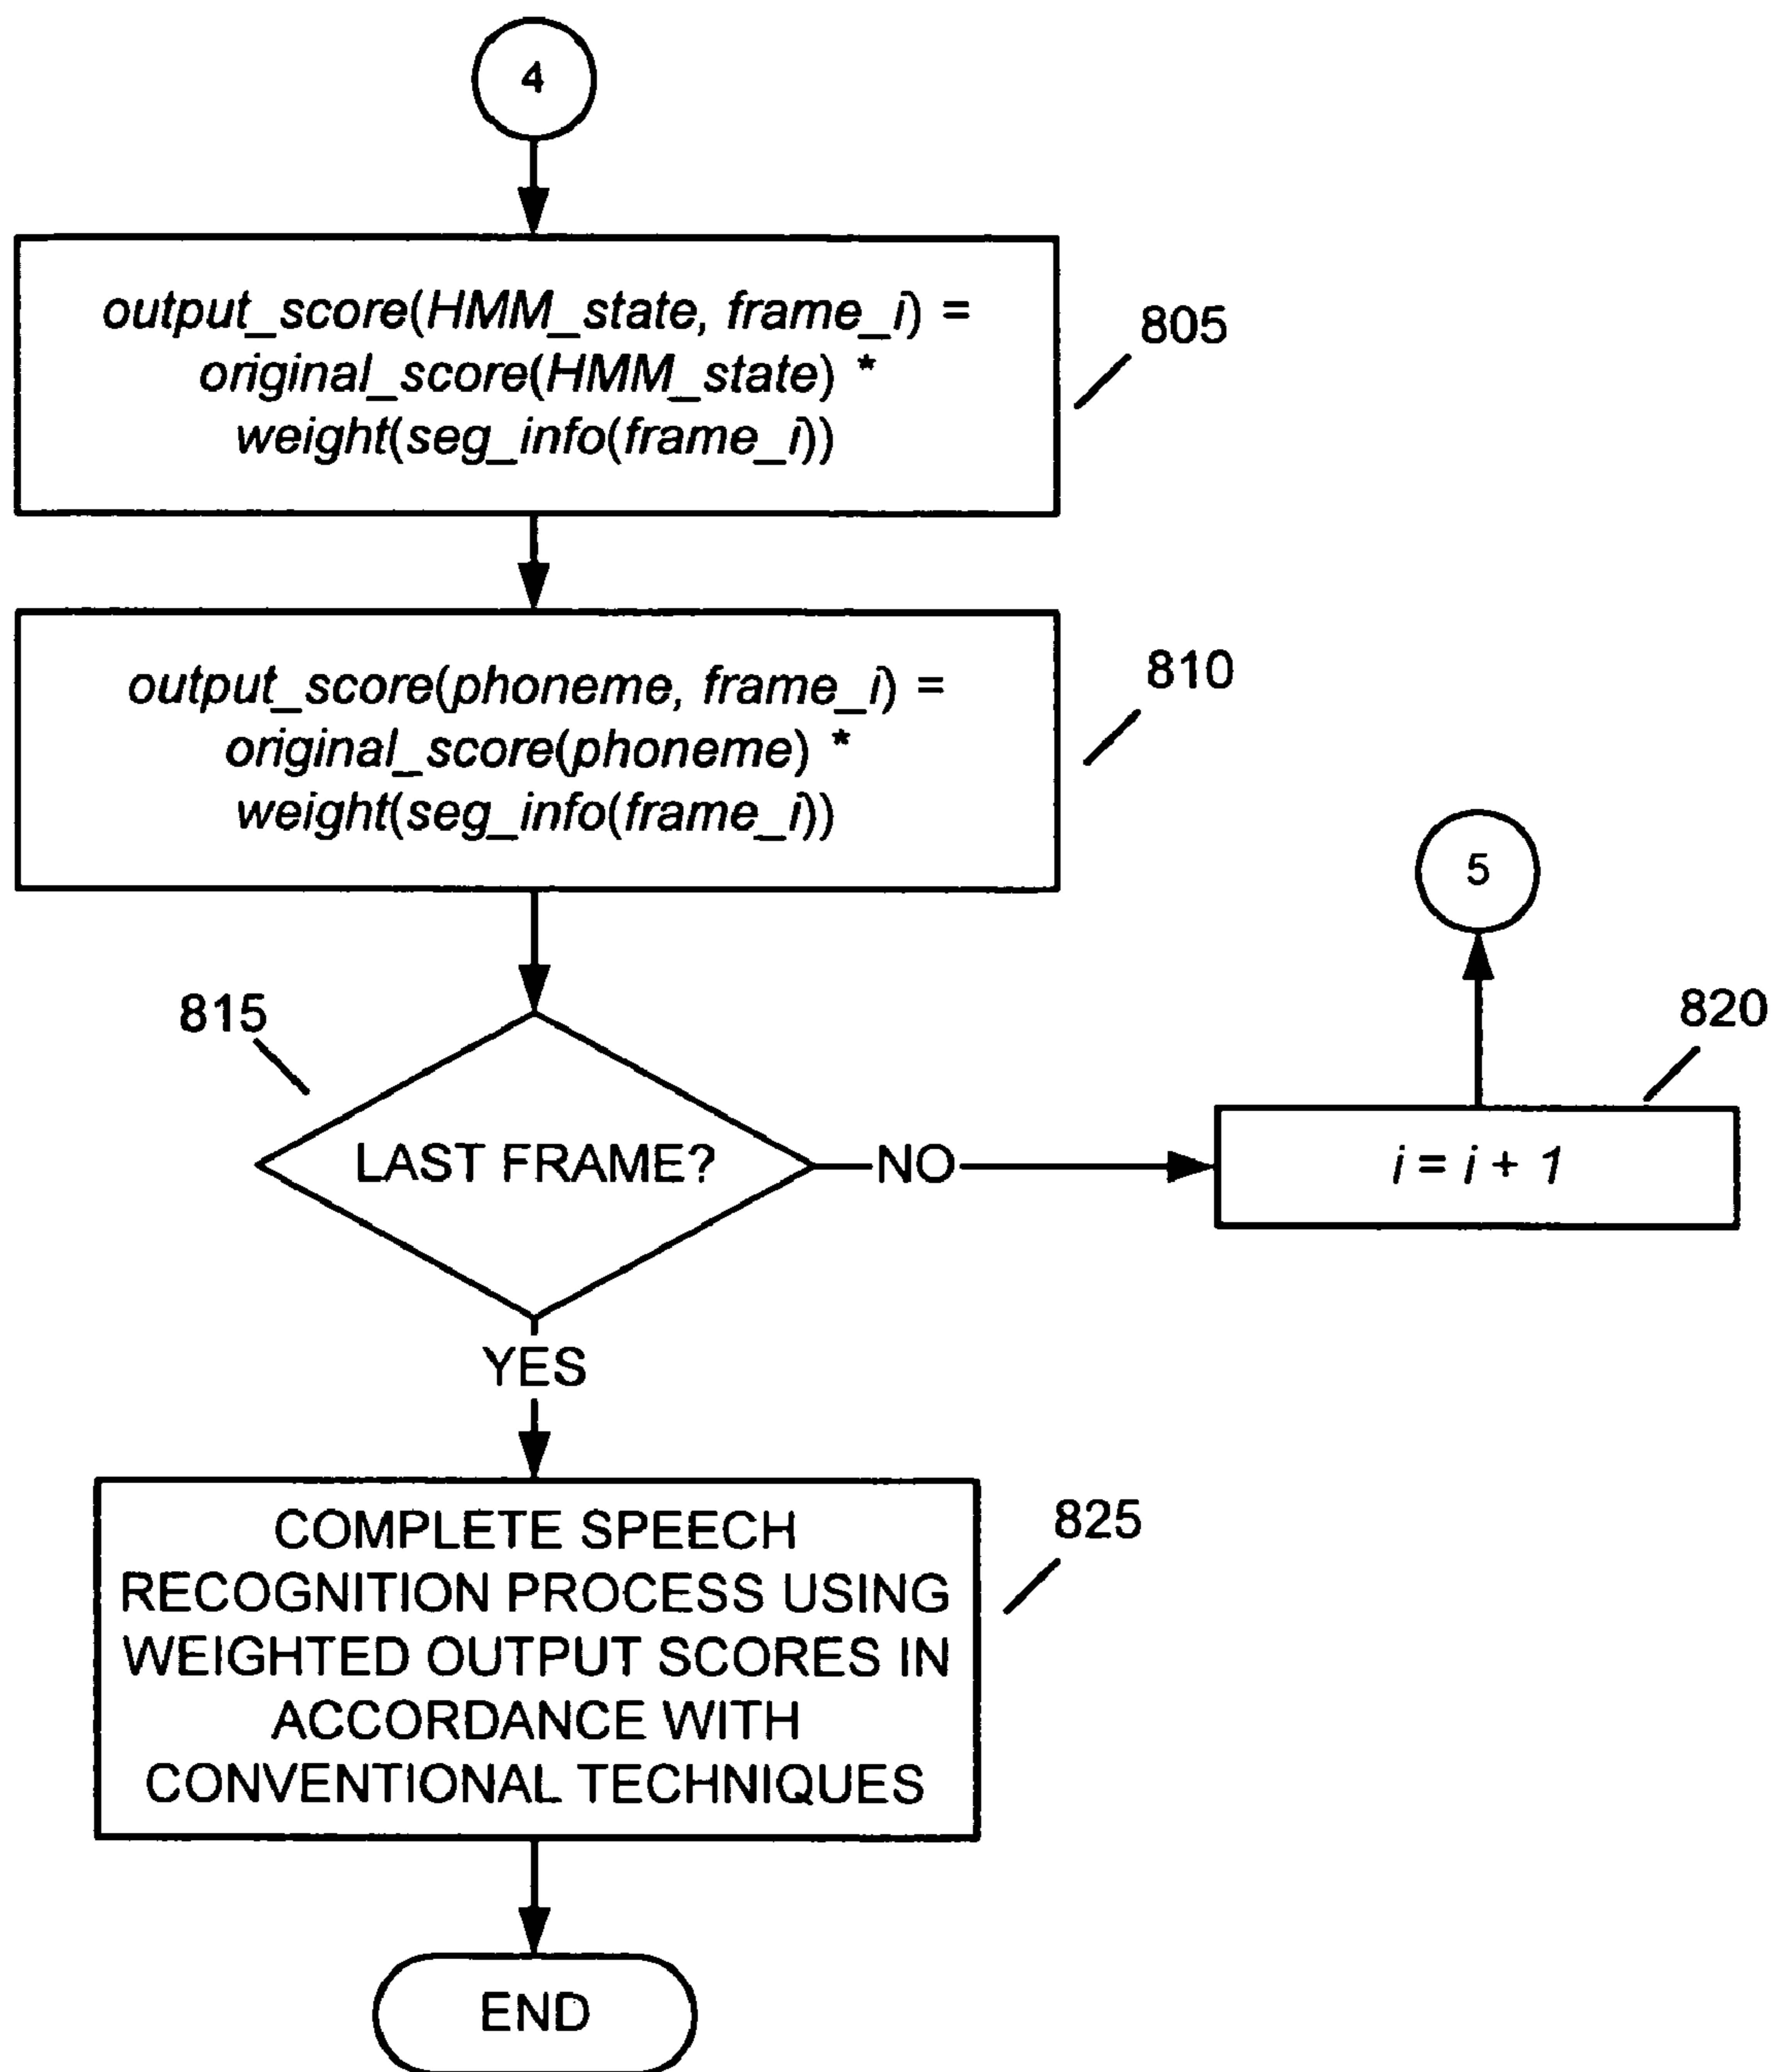 4
output_score(HMM_state, frame_i) =
original_score(HMM_state) *
weight(seg_info(frame_i))
805
output_score(phoneme, frame_i) =
original_score(phoneme) *
weight(seg_info(frame_i))
810
5
815
820
LAST FRAME?
NO
i = i + 1
YES
COMPLETE SPEECH
RECOGNITION PROCESS USING
WEIGHTED OUTPUT SCORES IN
ACCORDANCE WITH
CONVENTIONAL TECHNIQUES
825
END